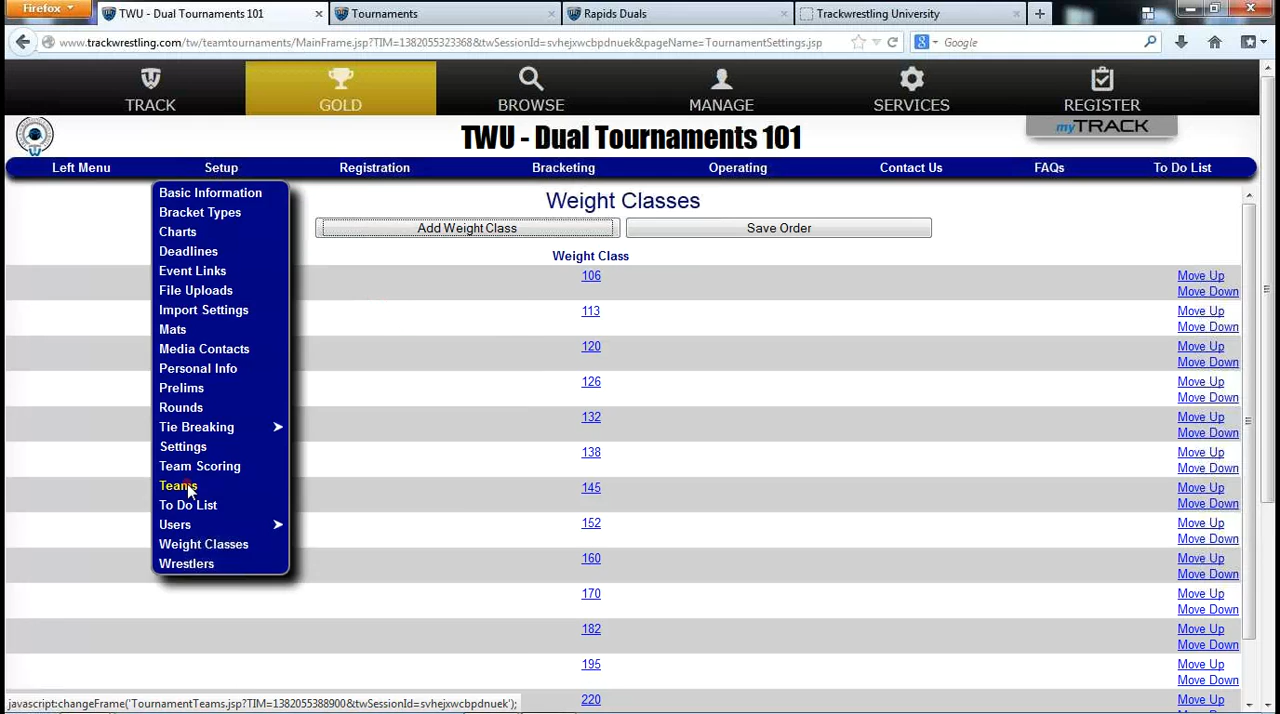 Firefox
TWU - Dual Tournaments 101
Tournaments
Rapids Duals
Trackwrestling University
www.trackwrestling.com/tw/teamtournaments/MainFrame.jsp?TIM=1382055323368&twSessionId=svhejxwcbpdnuek&pageName=TournamentSettings.jsp
Google
TRACK
GOLD
BROWSE
MANAGE
SERVICES
REGISTER
myTRACK
TWU - Dual Tournaments 101
Left Menu
Setup
Registration
Bracketing
Operating
Contact Us
FAQs
To Do List
Basic Information
Bracket Types
Charts
Deadlines
Event Links
File Uploads
Import Settings
Mats
Media Contacts
Personal Info
Prelims
Rounds
Tie Breaking
Settings
Team Scoring
Teams
To Do List
Users
Weight Classes
Wrestlers
Weight Classes
Add Weight Class
Save Order
Weight Class
106
Move Up
Move Down
113
Move Up
Move Down
120
Move Up
Move Down
126
Move Up
Move Down
132
Move Up
Move Down
138
Move Up
Move Down
145
Move Up
Move Down
152
Move Up
Move Down
160
Move Up
Move Down
170
Move Up
Move Down
182
Move Up
Move Down
195
Move Up
Move Down
220
Move Up
javascript:changeFrame('TournamentTeams.jsp?TIM=1382055388900&twSessionId=svhejxwcbpdnuek');